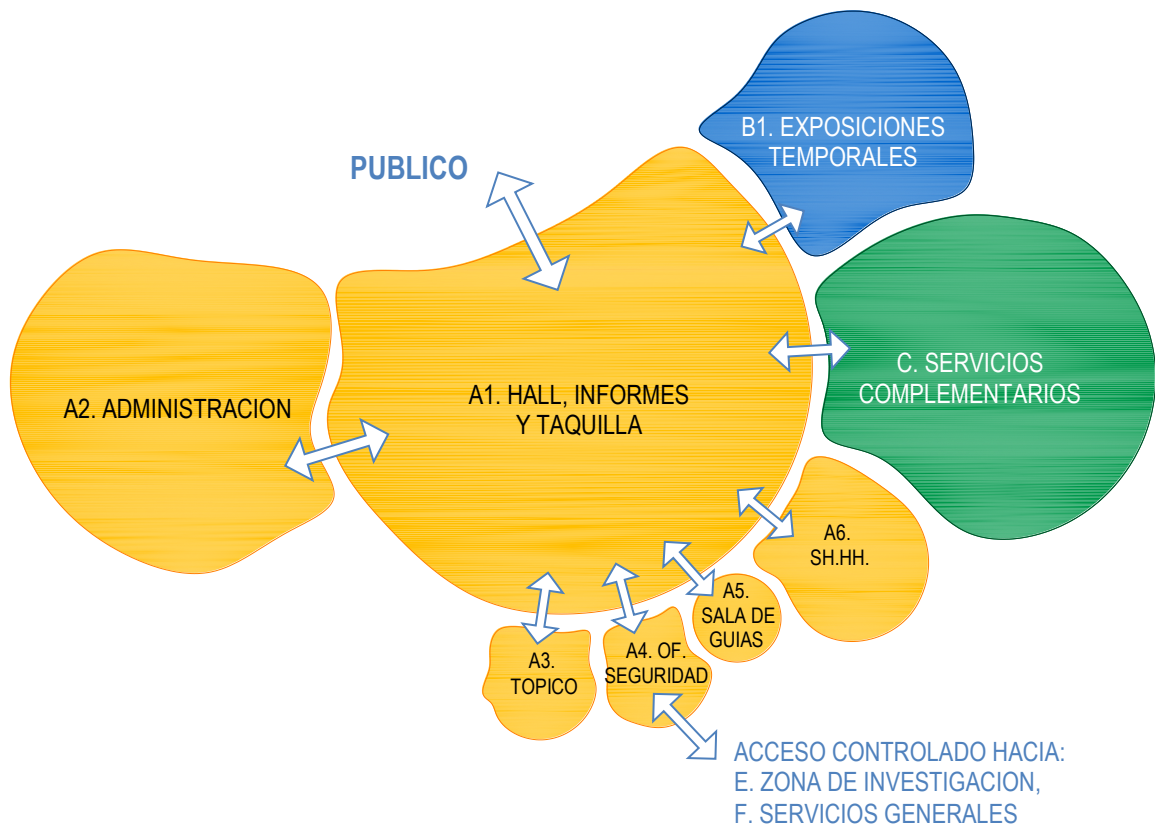 B1. EXPOSICIONES
TEMPORALES
PUBLICO
C. SERVICIOS
COMPLEMENTARIOS
A2. ADMINISTRACION
A1. HALL, INFORMES
Y TAQUILLA
A6.
SH.HH.
A5.
SALA DE
GUIAS
A4. OF.
SEGURIDAD
A3.
TOPICO
ACCESO CONTROLADO HACIA:
E. ZONA DE INVESTIGACION,
F. SERVICIOS GENERALES